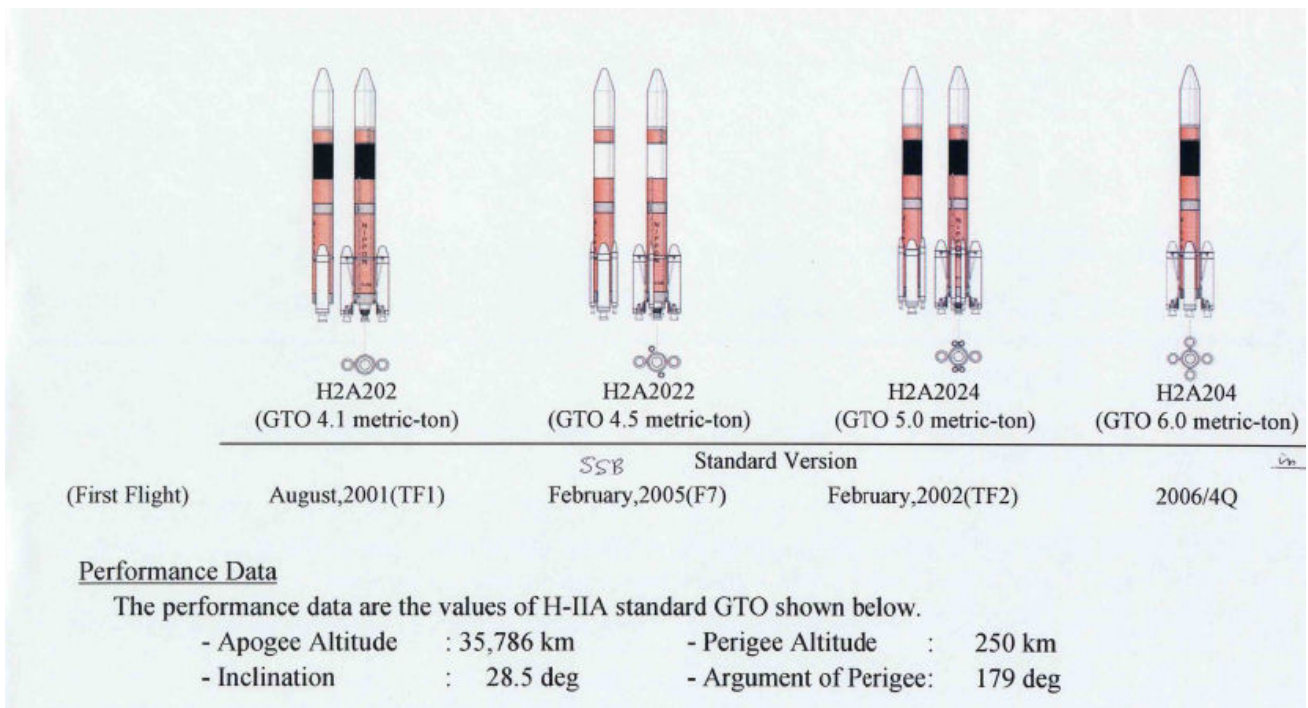 NIPPON
H2A202 H2A2022 H2A2024 H2A204
(GTO 4.1 metric-ton) (GTO 4.5 metric-ton) (GTO 5.0 metric-ton) (GTO 6.0 metric-ton)
SSB Standard Version in
(First Flight) August,2001(TF1) February,2005(F7) February,2002(TF2) 2006/4Q
Performance Data
The performance data are the values of H-IIA standard GTO shown below.
- Apogee Altitude : 35,786 km - Perigee Altitude : 250 km
- Inclination : 28.5 deg - Argument of Perigee: 179 deg